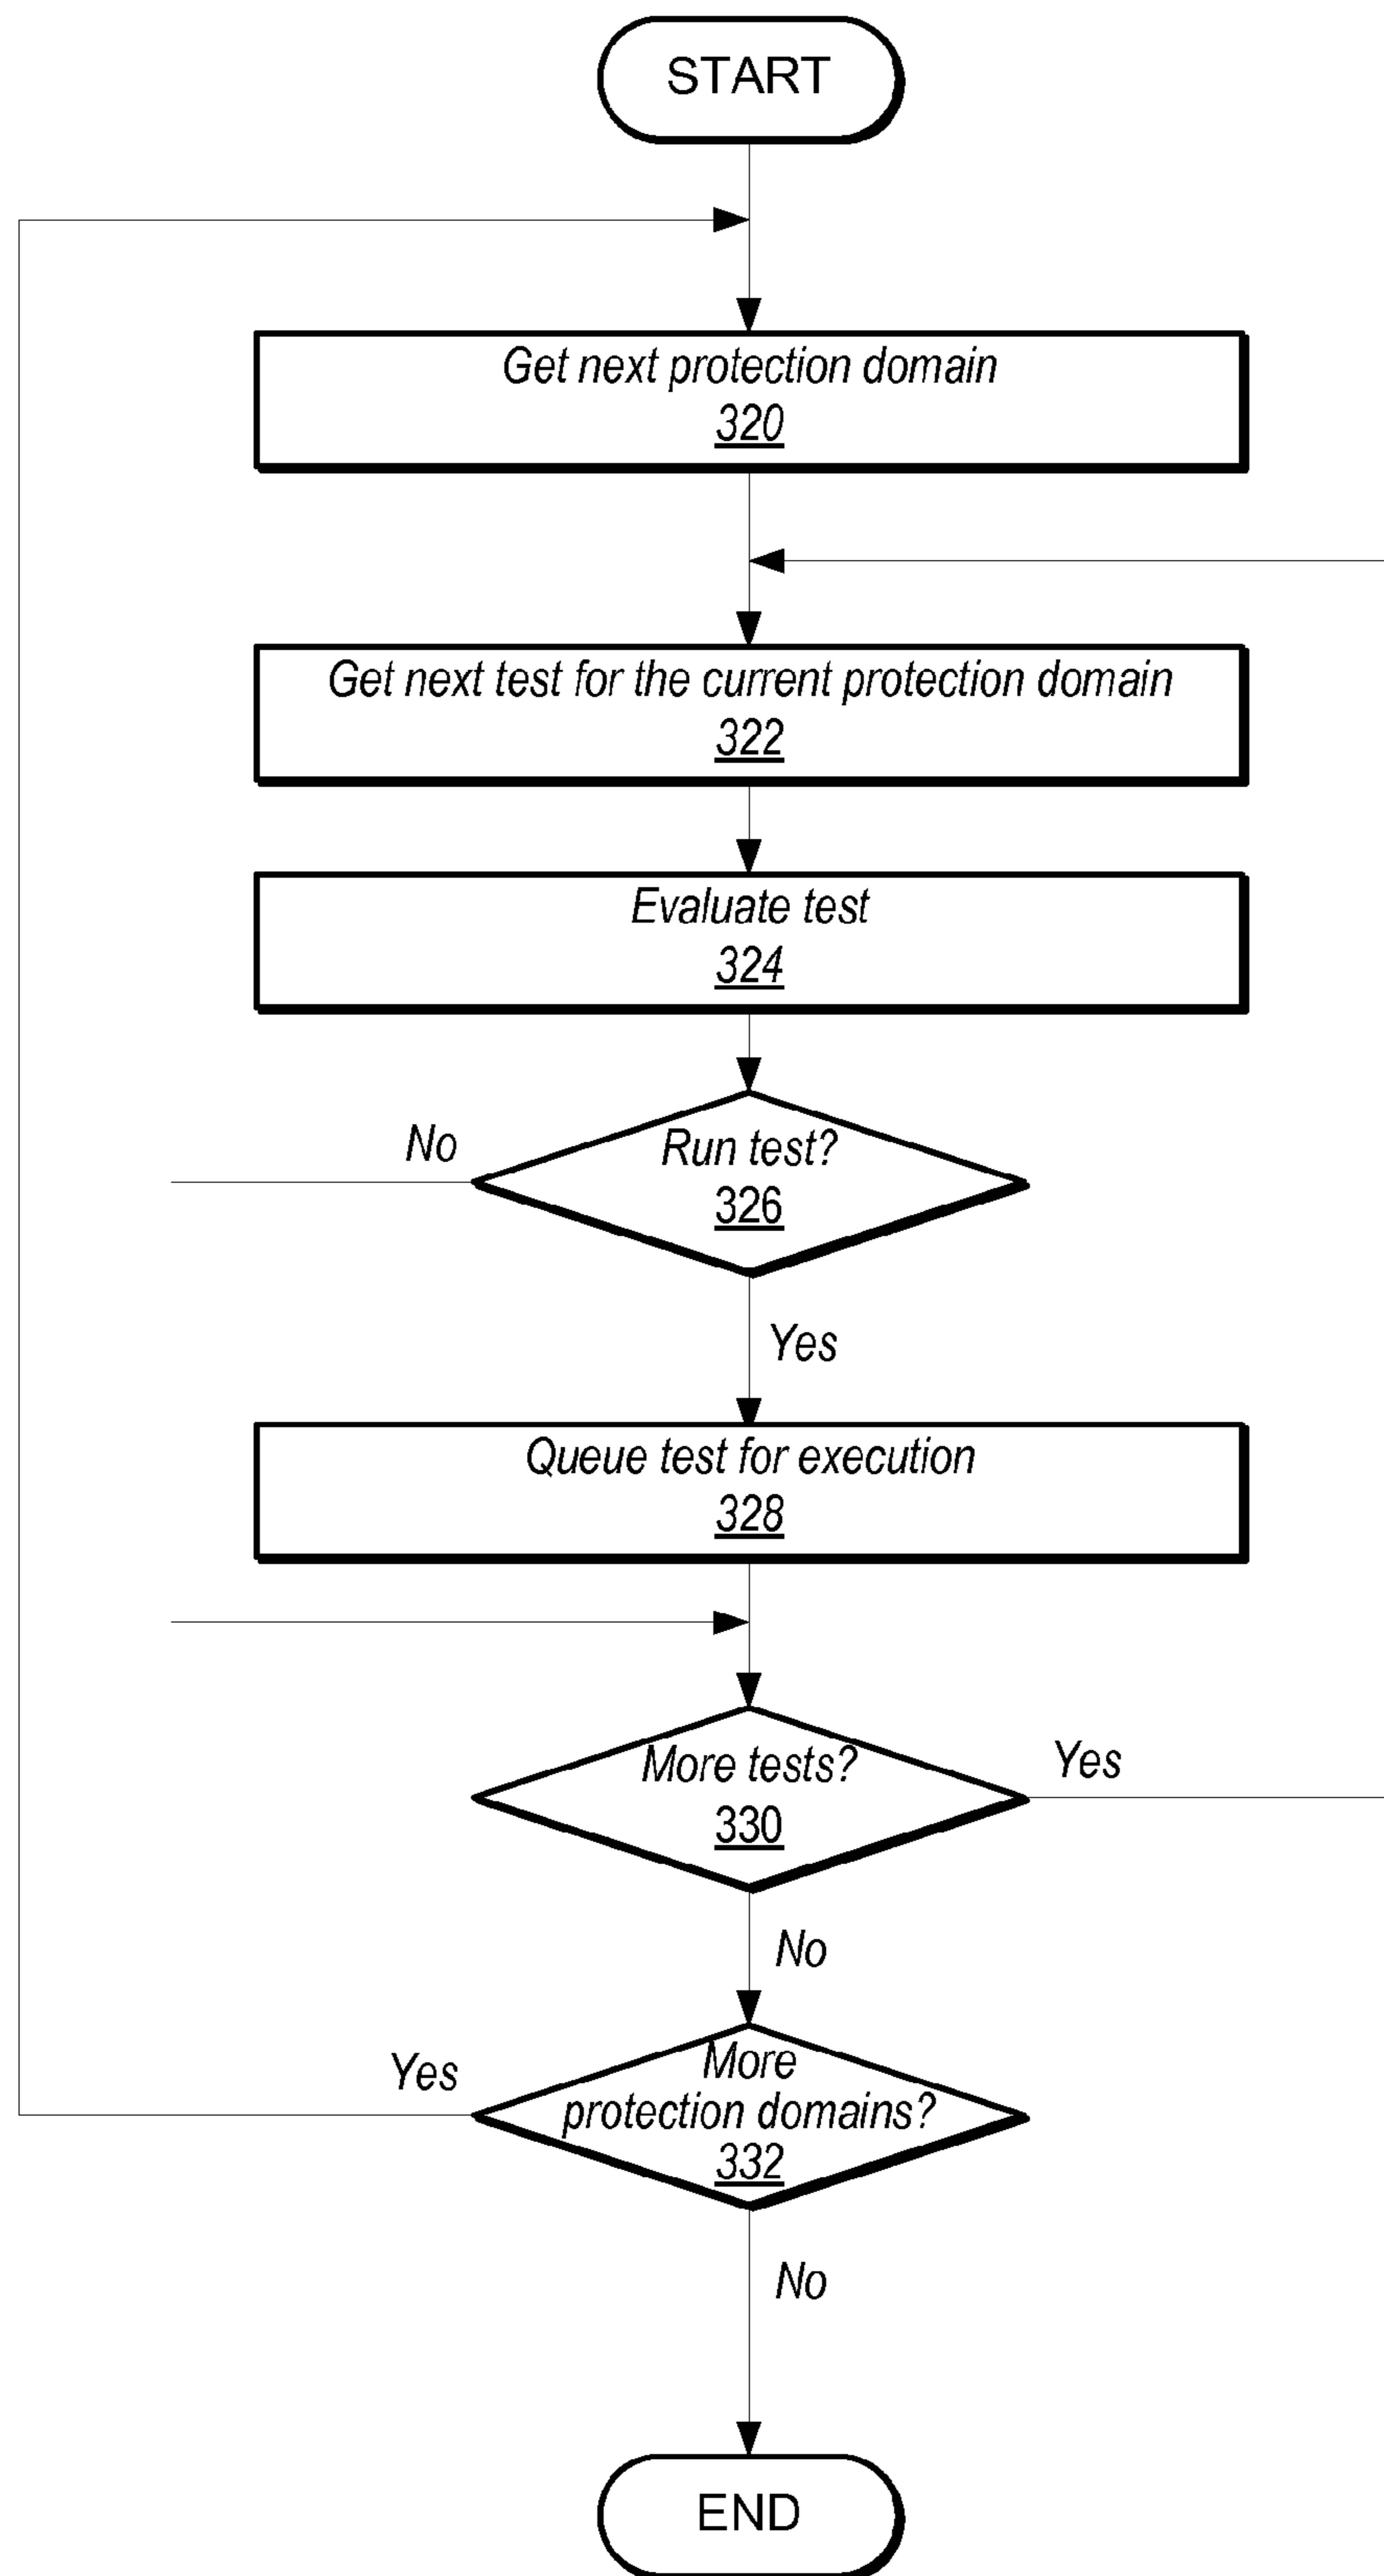 START
Get next protection domain
320
Get next test for the current protection domain
322
Evaluate test
324
No
Run test?
326
Yes
Queue test for execution
328
More tests?
330
Yes
No
Yes
More
protection domains?
332
No
END